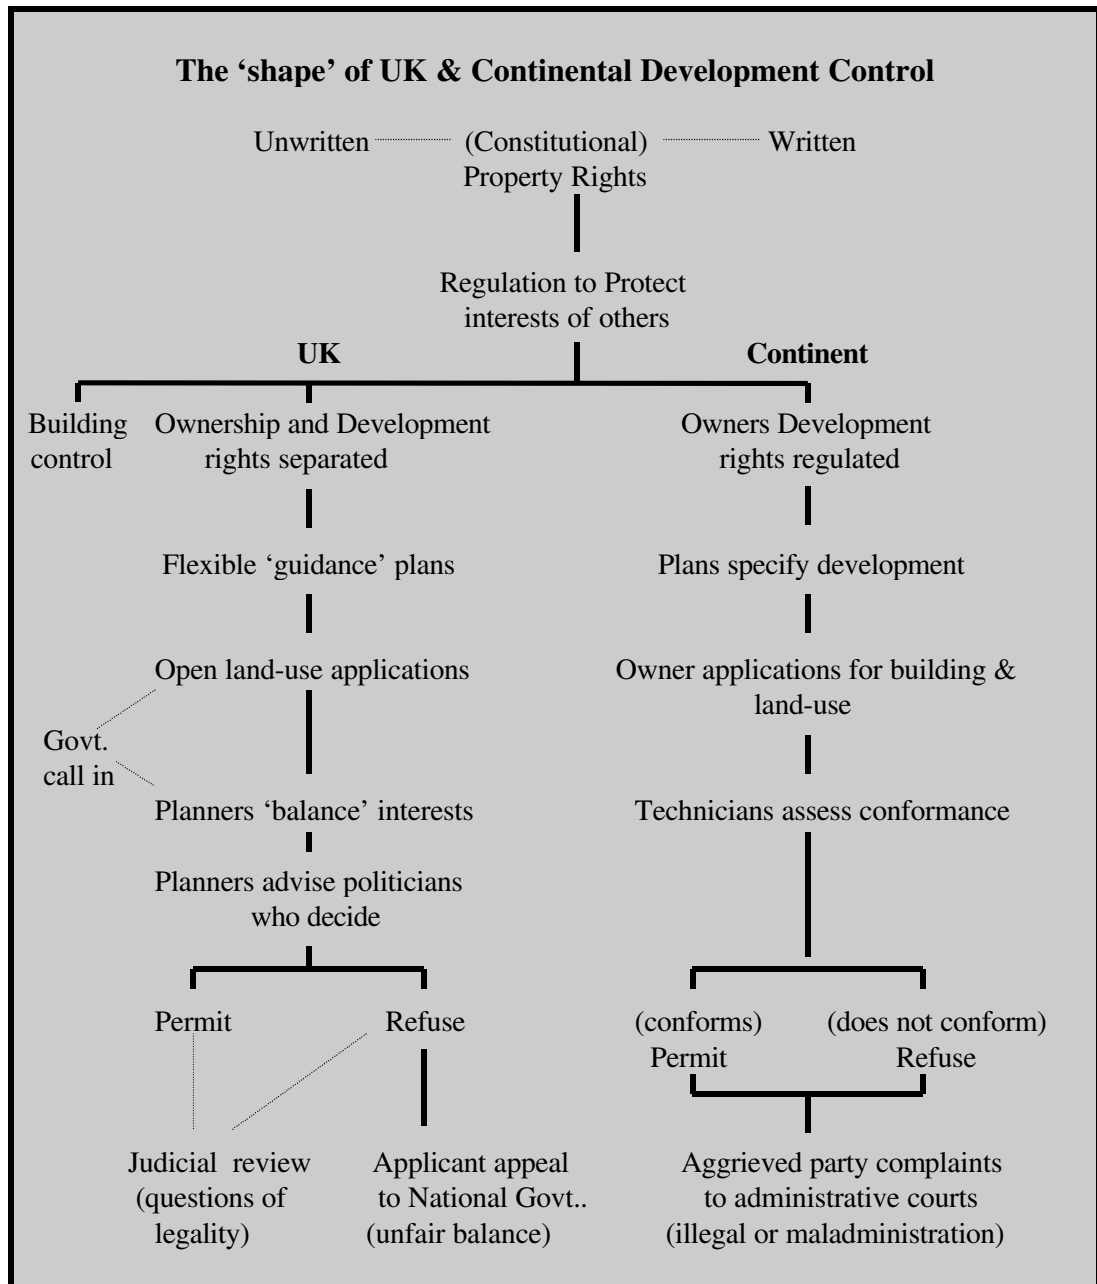 The ‘shape’ of UK & Continental Development Control
Unwritten (Constitutional) Written
Property Rights
Regulation to Protect
interests of others
UK Continent
Building Ownership and Development Owners Development
control rights separated rights regulated
Flexible ‘guidance’ plans Plans specify development
Open land-use applications Owner applications for building &
land-use
Govt.
call in
Planners ‘balance’ interests Technicians assess conformance
Planners advise politicians
who decide
Permit Refuse (conforms) (does not conform)
Permit Refuse
Judicial review Applicant appeal Aggrieved party complaints
(questions of to National Govt.. to administrative courts
legality) (unfair balance) (illegal or maladministration)